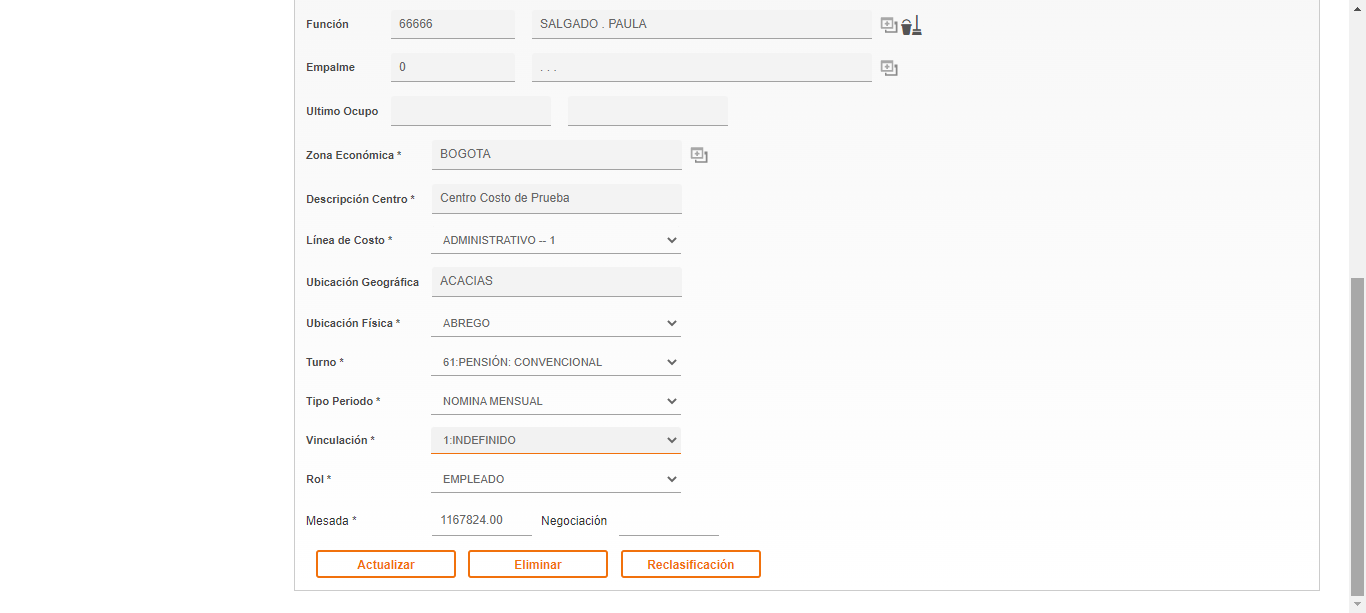 Función 66666 SALGADO . PAULA
Empalme 0 . . .
Ultimo Ocupo
Zona Económica * BOGOTA
Descripción Centro * Centro Costo de Prueba
Línea de Costo * ADMINISTRATIVO -- 1
Ubicación Geográfica ACACIAS
Ubicación Física * ABREGO
Turno * 61:PENSIÓN: CONVENCIONAL
Tipo Periodo * NOMINA MENSUAL
Vinculación * 1:INDEFINIDO
Rol * EMPLEADO
Mesada * 1167824.00 Negociación
Actualizar Eliminar Reclasificación